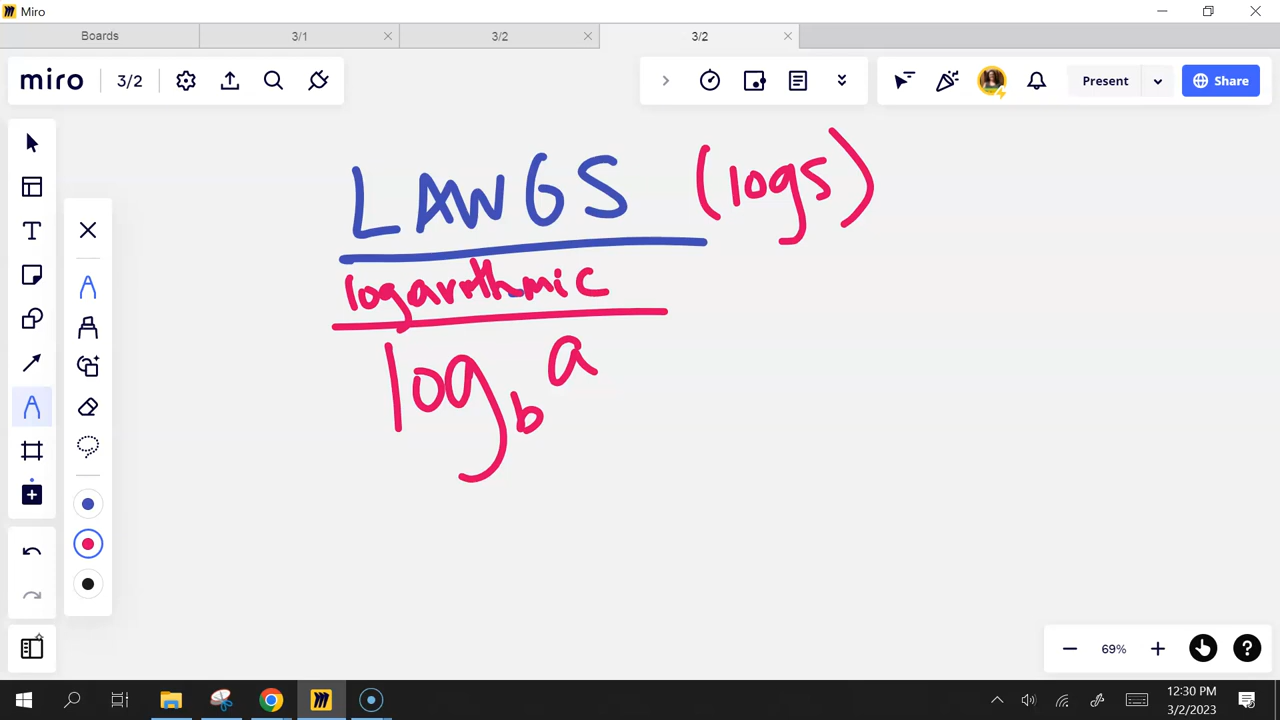 Miro
Boards 3/1 3/2 3/2
miro 3/2 Present Share
LAWGS (logs)
logarithmic
log_b a
69%
12:30 PM
3/2/2023